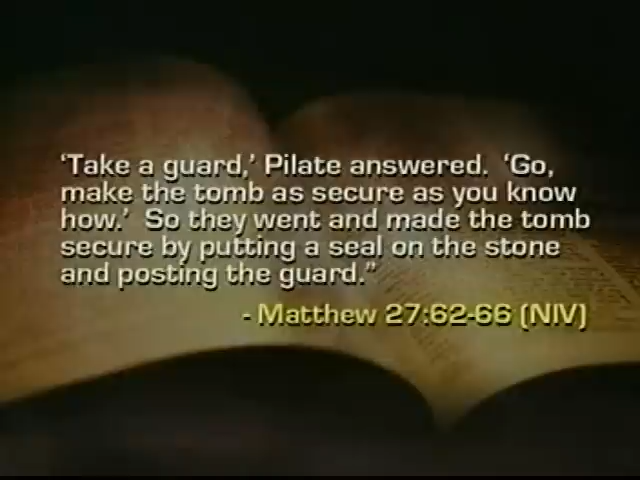 ‘Take a guard,’ Pilate answered. ‘Go,
make the tomb as secure as you know
how.’ So they went and made the tomb
secure by putting a seal on the stone
and posting the guard.”
- Matthew 27:62-66 (NIV)